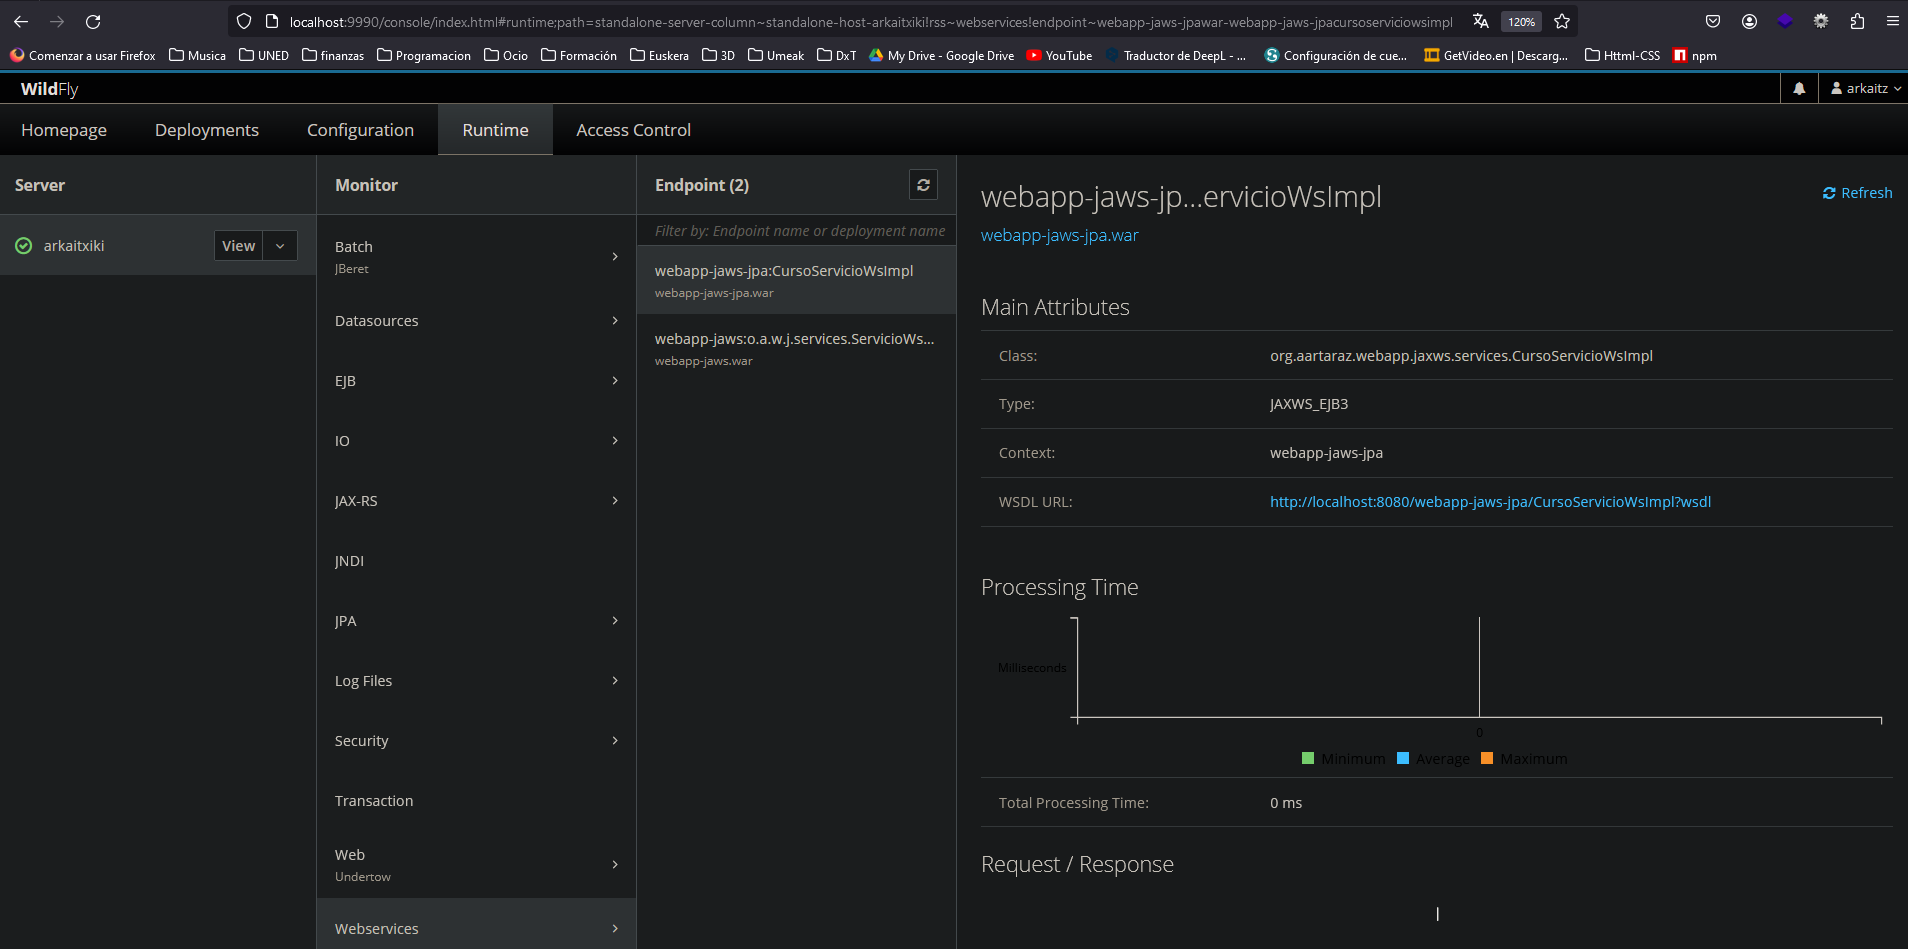 localhost:9990/console/index.html#runtime;path=standalone-server-column~standalone-host-arkaitxiki!rss~webservices!endpoint~webapp-jaws-jpawar-webapp-jaws-jpacursoserviciowsimpl
120%
Comenzar a usar Firefox
Musica
UNED
finanzas
Programacion
Ocio
Formación
Euskera
3D
Umeak
DxT
My Drive - Google Drive
YouTube
Traductor de DeepL - ...
Configuración de cue...
GetVideo.en | Descarg...
Httml-CSS
npm
WildFly
arkaitz
Homepage
Deployments
Configuration
Runtime
Access Control
Server
arkaitxiki
View
Monitor
Batch
JBeret
Datasources
EJB
IO
JAX-RS
JNDI
JPA
Log Files
Security
Transaction
Web
Undertow
Webservices
Endpoint (2)
Filter by: Endpoint name or deployment name
webapp-jaws-jpa:CursoServicioWsImpl
webapp-jaws-jpa.war
webapp-jaws:o.a.w.j.services.ServicioWs...
webapp-jaws.war
webapp-jaws-jp...ervicioWsImpl
Refresh
webapp-jaws-jpa.war
Main Attributes
Class: org.aartaraz.webapp.jaxws.services.CursoServicioWsImpl
Type: JAXWS_EJB3
Context: webapp-jaws-jpa
WSDL URL: http://localhost:8080/webapp-jaws-jpa/CursoServicioWsImpl?wsdl
Processing Time
Milliseconds
0
Minimum Average Maximum
Total Processing Time: 0 ms
Request / Response